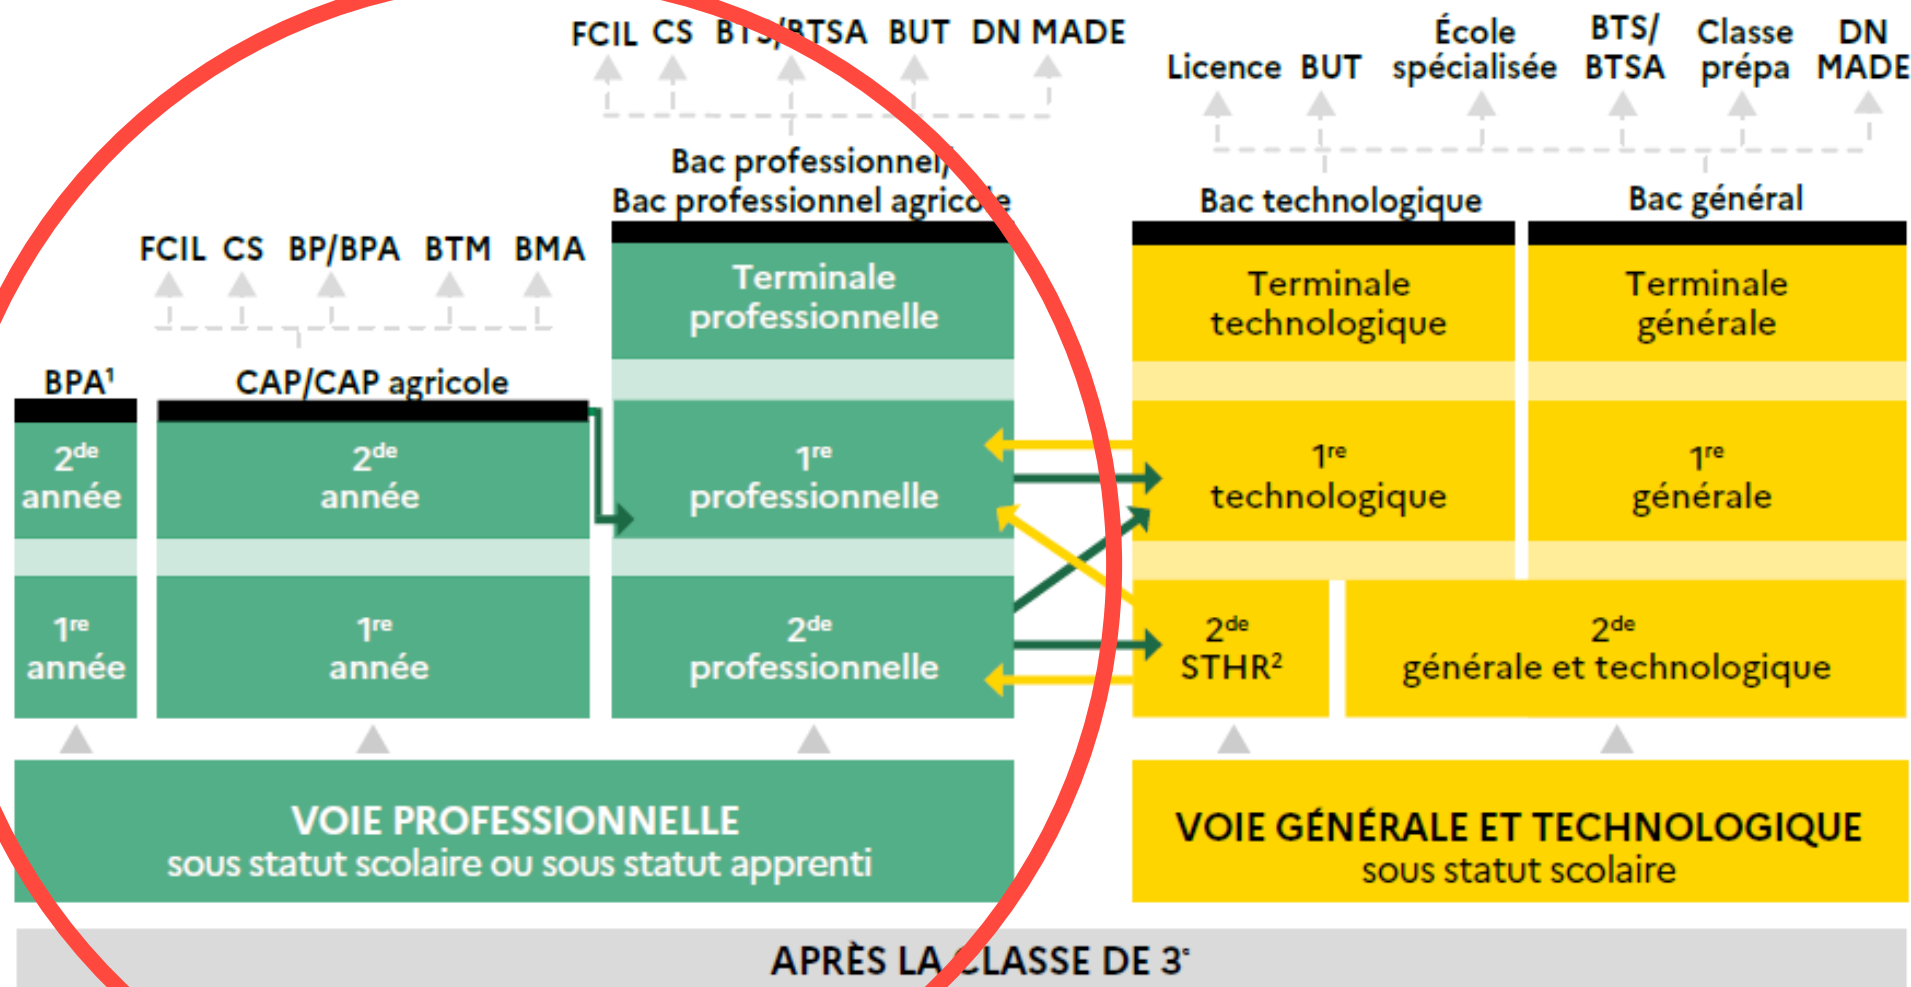 FCIL CS BTS/BTSA BUT DN MADE
Licence BUT École spécialisée BTS/BTSA Classe prépa DN MADE
Bac professionnel/
Bac professionnel agricole
Bac technologique
Bac général
FCIL CS BP/BPA BTM BMA
Terminale
professionnelle
Terminale
technologique
Terminale
générale
BPA¹
CAP/CAP agricole
2de
année
2de
année
1re
professionnelle
1re
technologique
1re
générale
1re
année
1re
année
2de
professionnelle
2de
STHR²
2de
générale et technologique
VOIE PROFESSIONNELLE
sous statut scolaire ou sous statut apprenti
VOIE GÉNÉRALE ET TECHNOLOGIQUE
sous statut scolaire
APRÈS LA CLASSE DE 3e